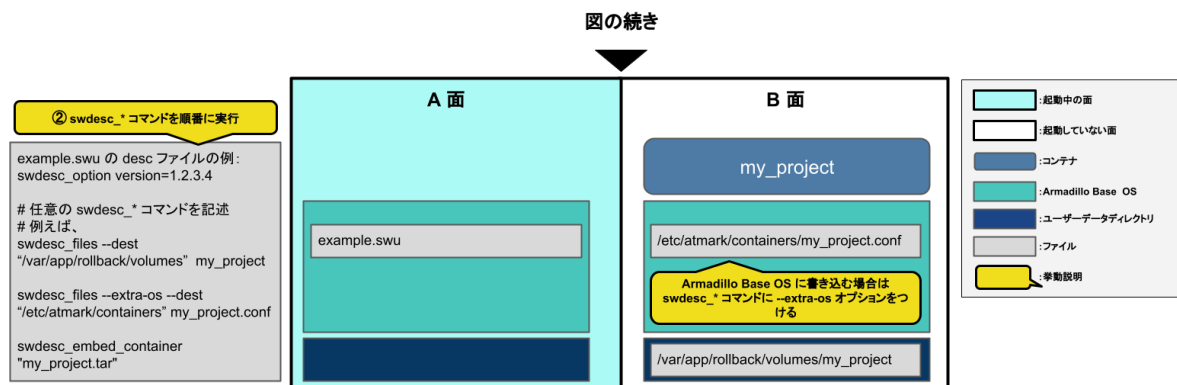 図の続き
A 面
B 面
② swdesc_* コマンドを順番に実行
example.swu の desc ファイルの例:
swdesc_option version=1.2.3.4
# 任意の swdesc_* コマンドを記述
# 例えば、
swdesc_files --dest
“/var/app/rollback/volumes” my_project
swdesc_files --extra-os --dest
“/etc/atmark/containers” my_project.conf
swdesc_embed_container
"my_project.tar"
example.swu
my_project
/etc/atmark/containers/my_project.conf
Armadillo Base OS に書き込む場合は
swdesc_* コマンドに --extra-os オプションをつ
ける
/var/app/rollback/volumes/my_project
:起動中の面
:起動していない面
:コンテナ
:Armadillo Base OS
:ユーザーデータディレクトリ
:ファイル
:挙動説明